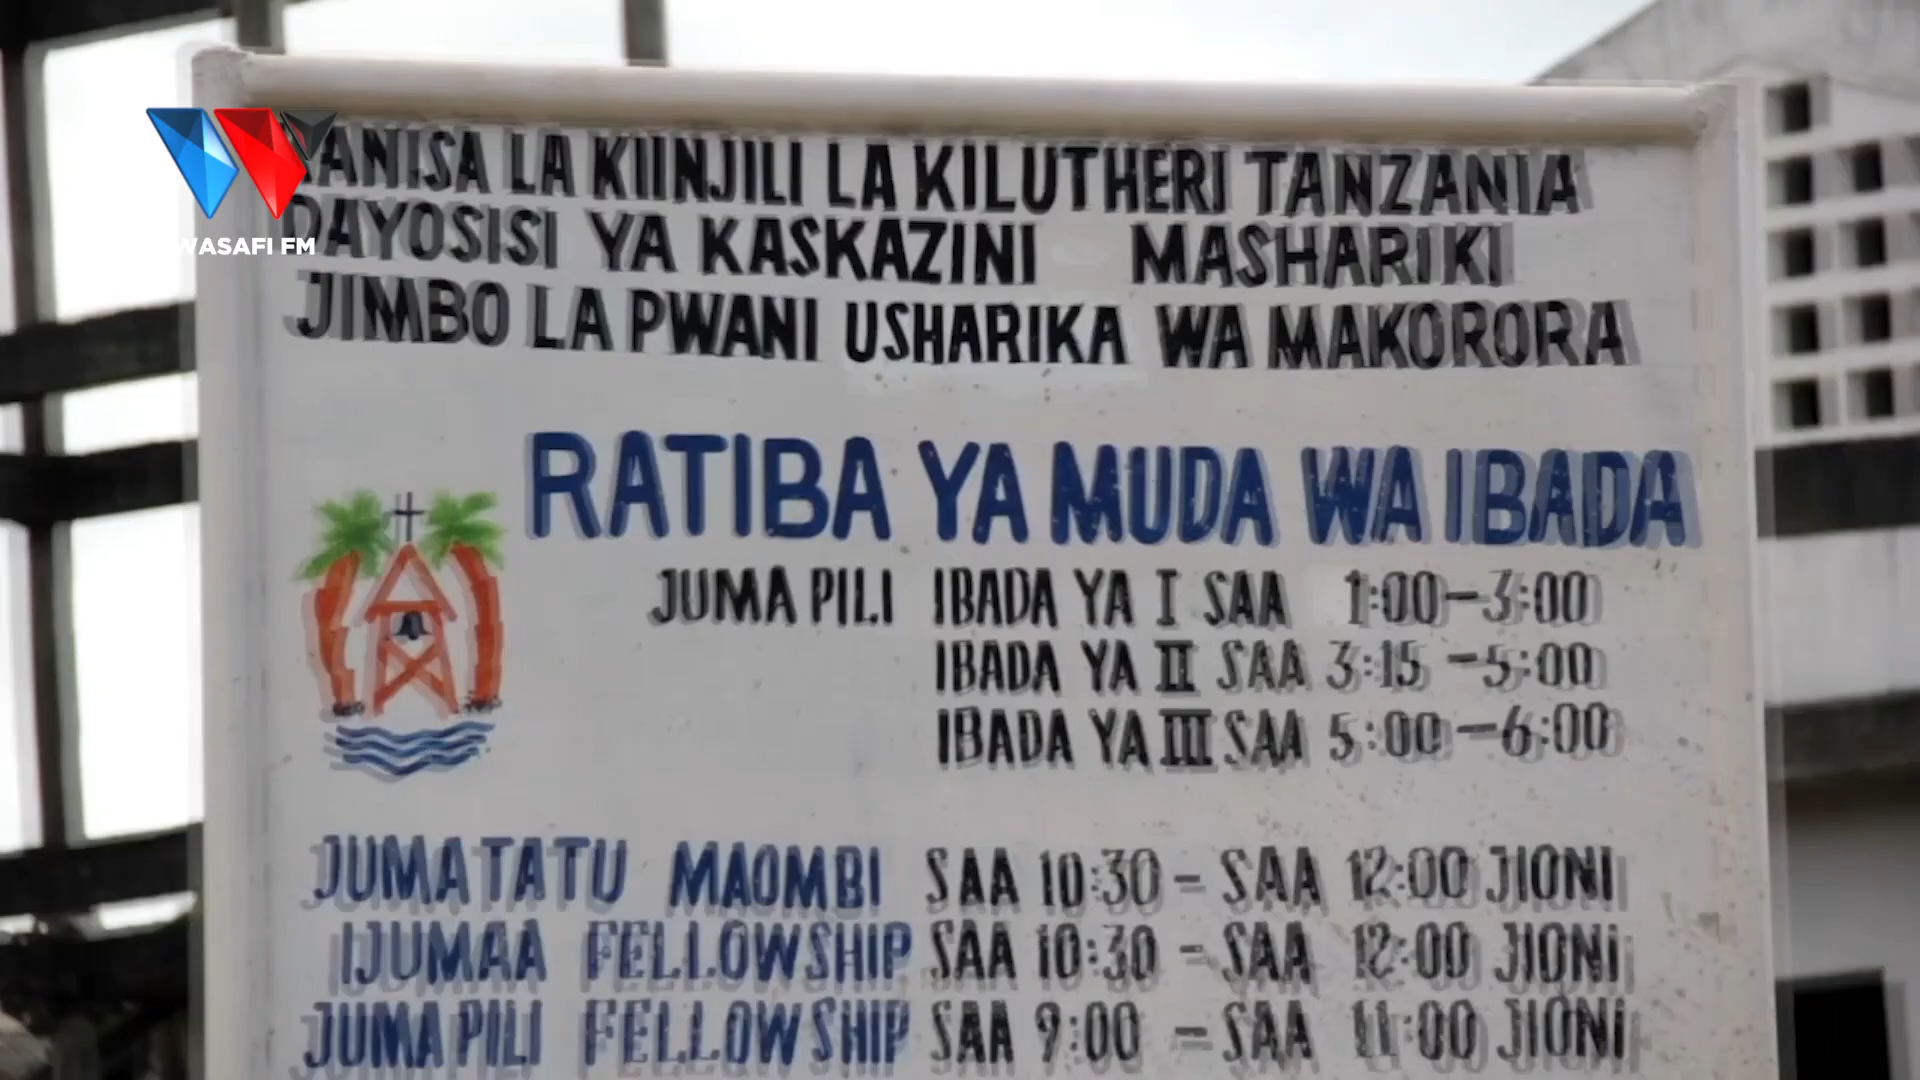 KANISA LA KIINJILI LA KILUTHERI TANZANIA
DAYOSISI YA KASKAZINI MASHARIKI
JIMBO LA PWANI USHARIKA WA MAKORORA
WASAFI FM
RATIBA YA MUDA WA IBADA
JUMA PILI IBADA YA I SAA 1:00-3:00
IBADA YA II SAA 3:15 -5:00
IBADA YA III SAA 5:00 -6:00
JUMATATU MAOMBI SAA 10:30 - SAA 12:00 JIONI
IJUMAA FELLOWSHIP SAA 10:30 - SAA 12:00 JIONI
JUMA PILI FELLOWSHIP SAA 9:00 - SAA 11:00 JIONI